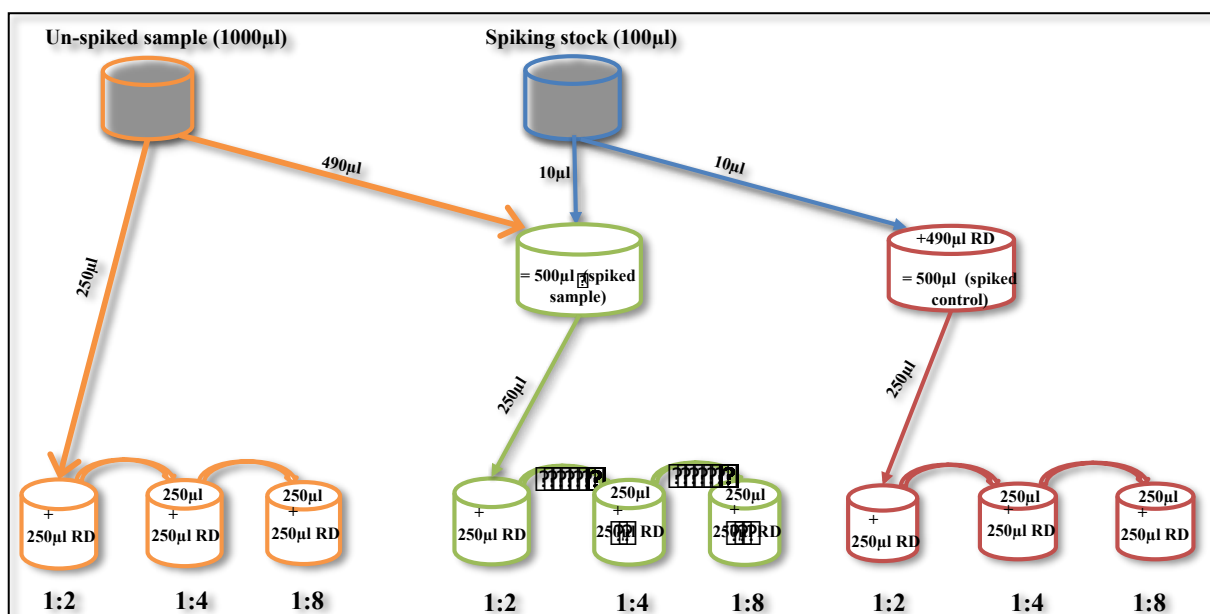 Un-spiked sample (1000µl)
Spiking stock (100µl)
490µl
10µl
10µl
250µl
= 500µl (spiked
sample)
+490µl RD
= 500µl (spiked
control)
250µl
250µl
+
250µl RD
250µl
+
250µl RD
250µl
+
250µl RD
+
250µl RD
250µl
+
RD
250µl
+
RD
+
250µl RD
250µl
+
250µl RD
250µl
+
250µl RD
1:2
1:4
1:8
1:2
1:4
1:8
1:2
1:4
1:8